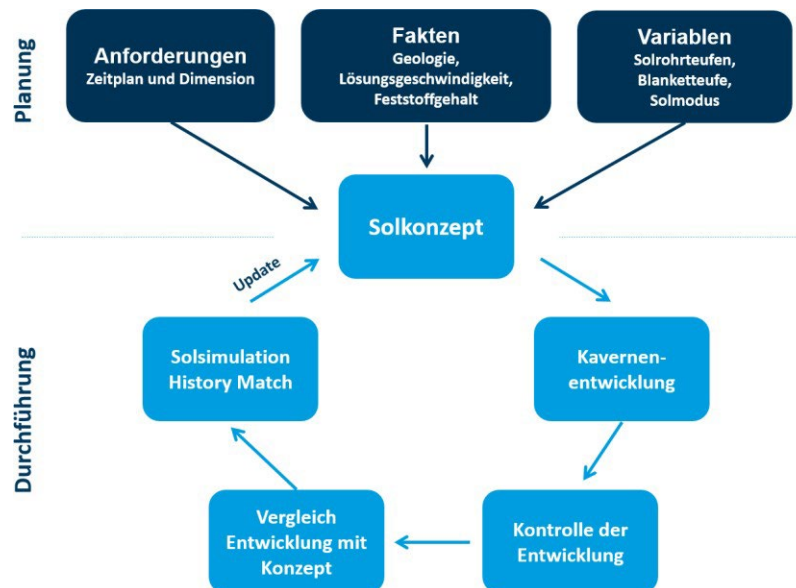 Planung
Anforderungen
Zeitplan und Dimension
Fakten
Geologie,
Lösungsgeschwindigkeit,
Feststoffgehalt
Variablen
Solrohrteufen,
Blanketteufe,
Solmodus
Solkonzept
Update
Durchführung
Solsimulation
History Match
Kavernen-
entwicklung
Vergleich
Entwicklung mit
Konzept
Kontrolle der
Entwicklung